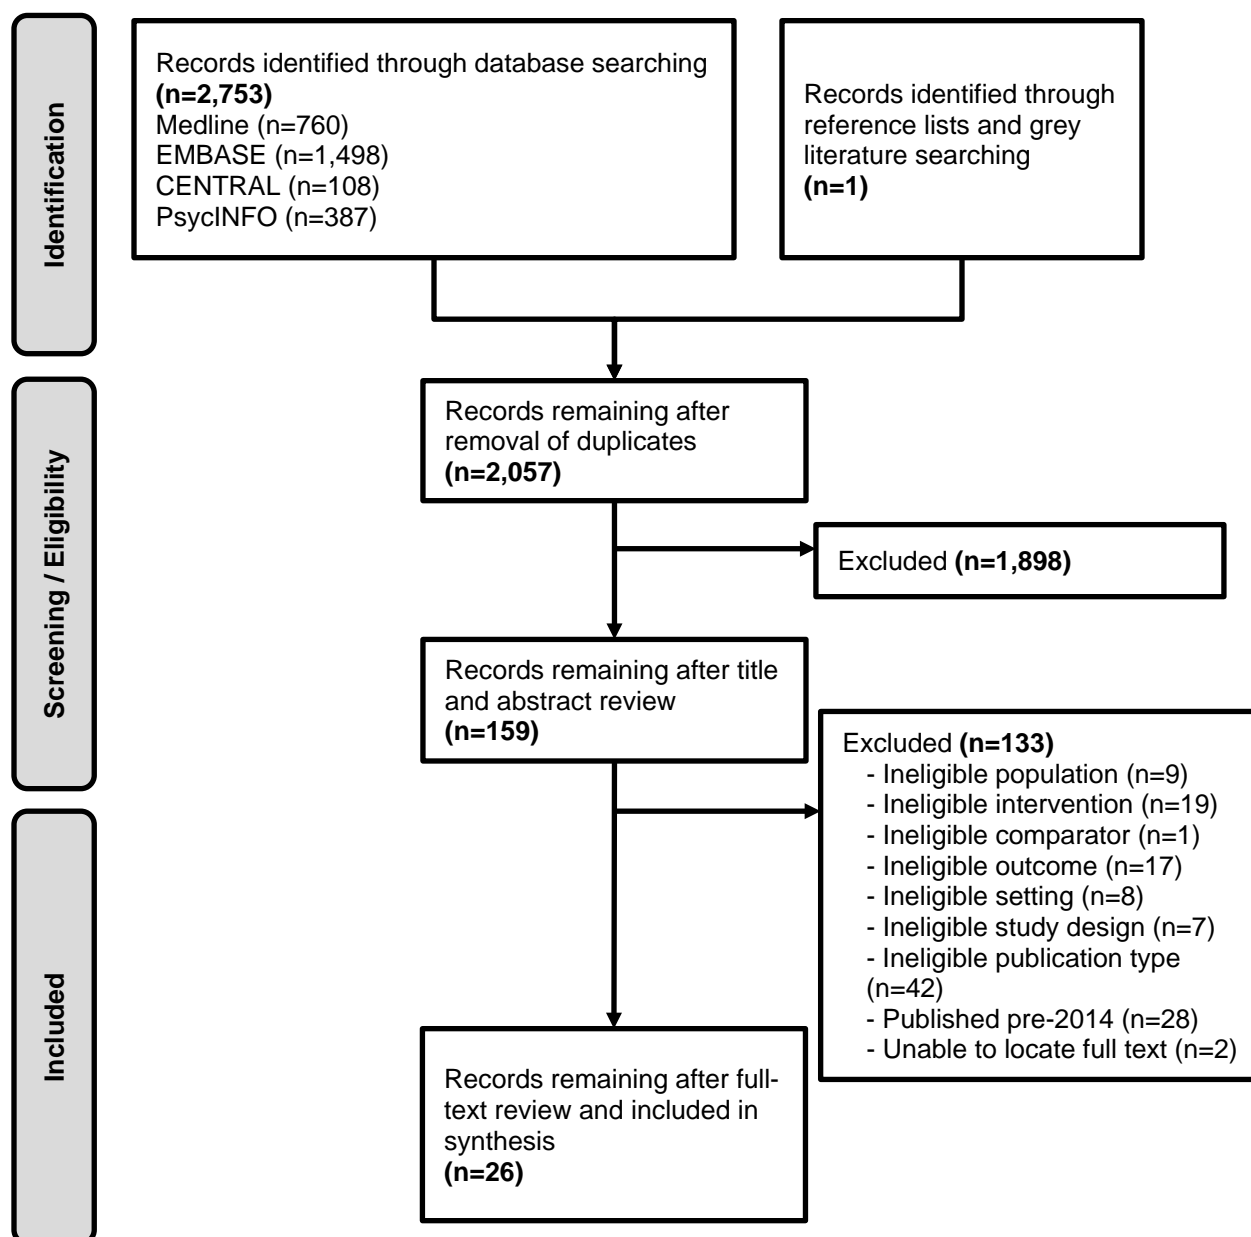 Identification
Records identified through database searching
(n=2,753)
Medline (n=760)
EMBASE (n=1,498)
CENTRAL (n=108)
PsycINFO (n=387)
Records identified through
reference lists and grey
literature searching
(n=1)
Screening / Eligibility
Records remaining after
removal of duplicates
(n=2,057)
Excluded (n=1,898)
Records remaining after title
and abstract review
(n=159)
Excluded (n=133)
- Ineligible population (n=9)
- Ineligible intervention (n=19)
- Ineligible comparator (n=1)
- Ineligible outcome (n=17)
- Ineligible setting (n=8)
- Ineligible study design (n=7)
- Ineligible publication type
(n=42)
- Published pre-2014 (n=28)
- Unable to locate full text (n=2)
Included
Records remaining after full-
text review and included in
synthesis
(n=26)